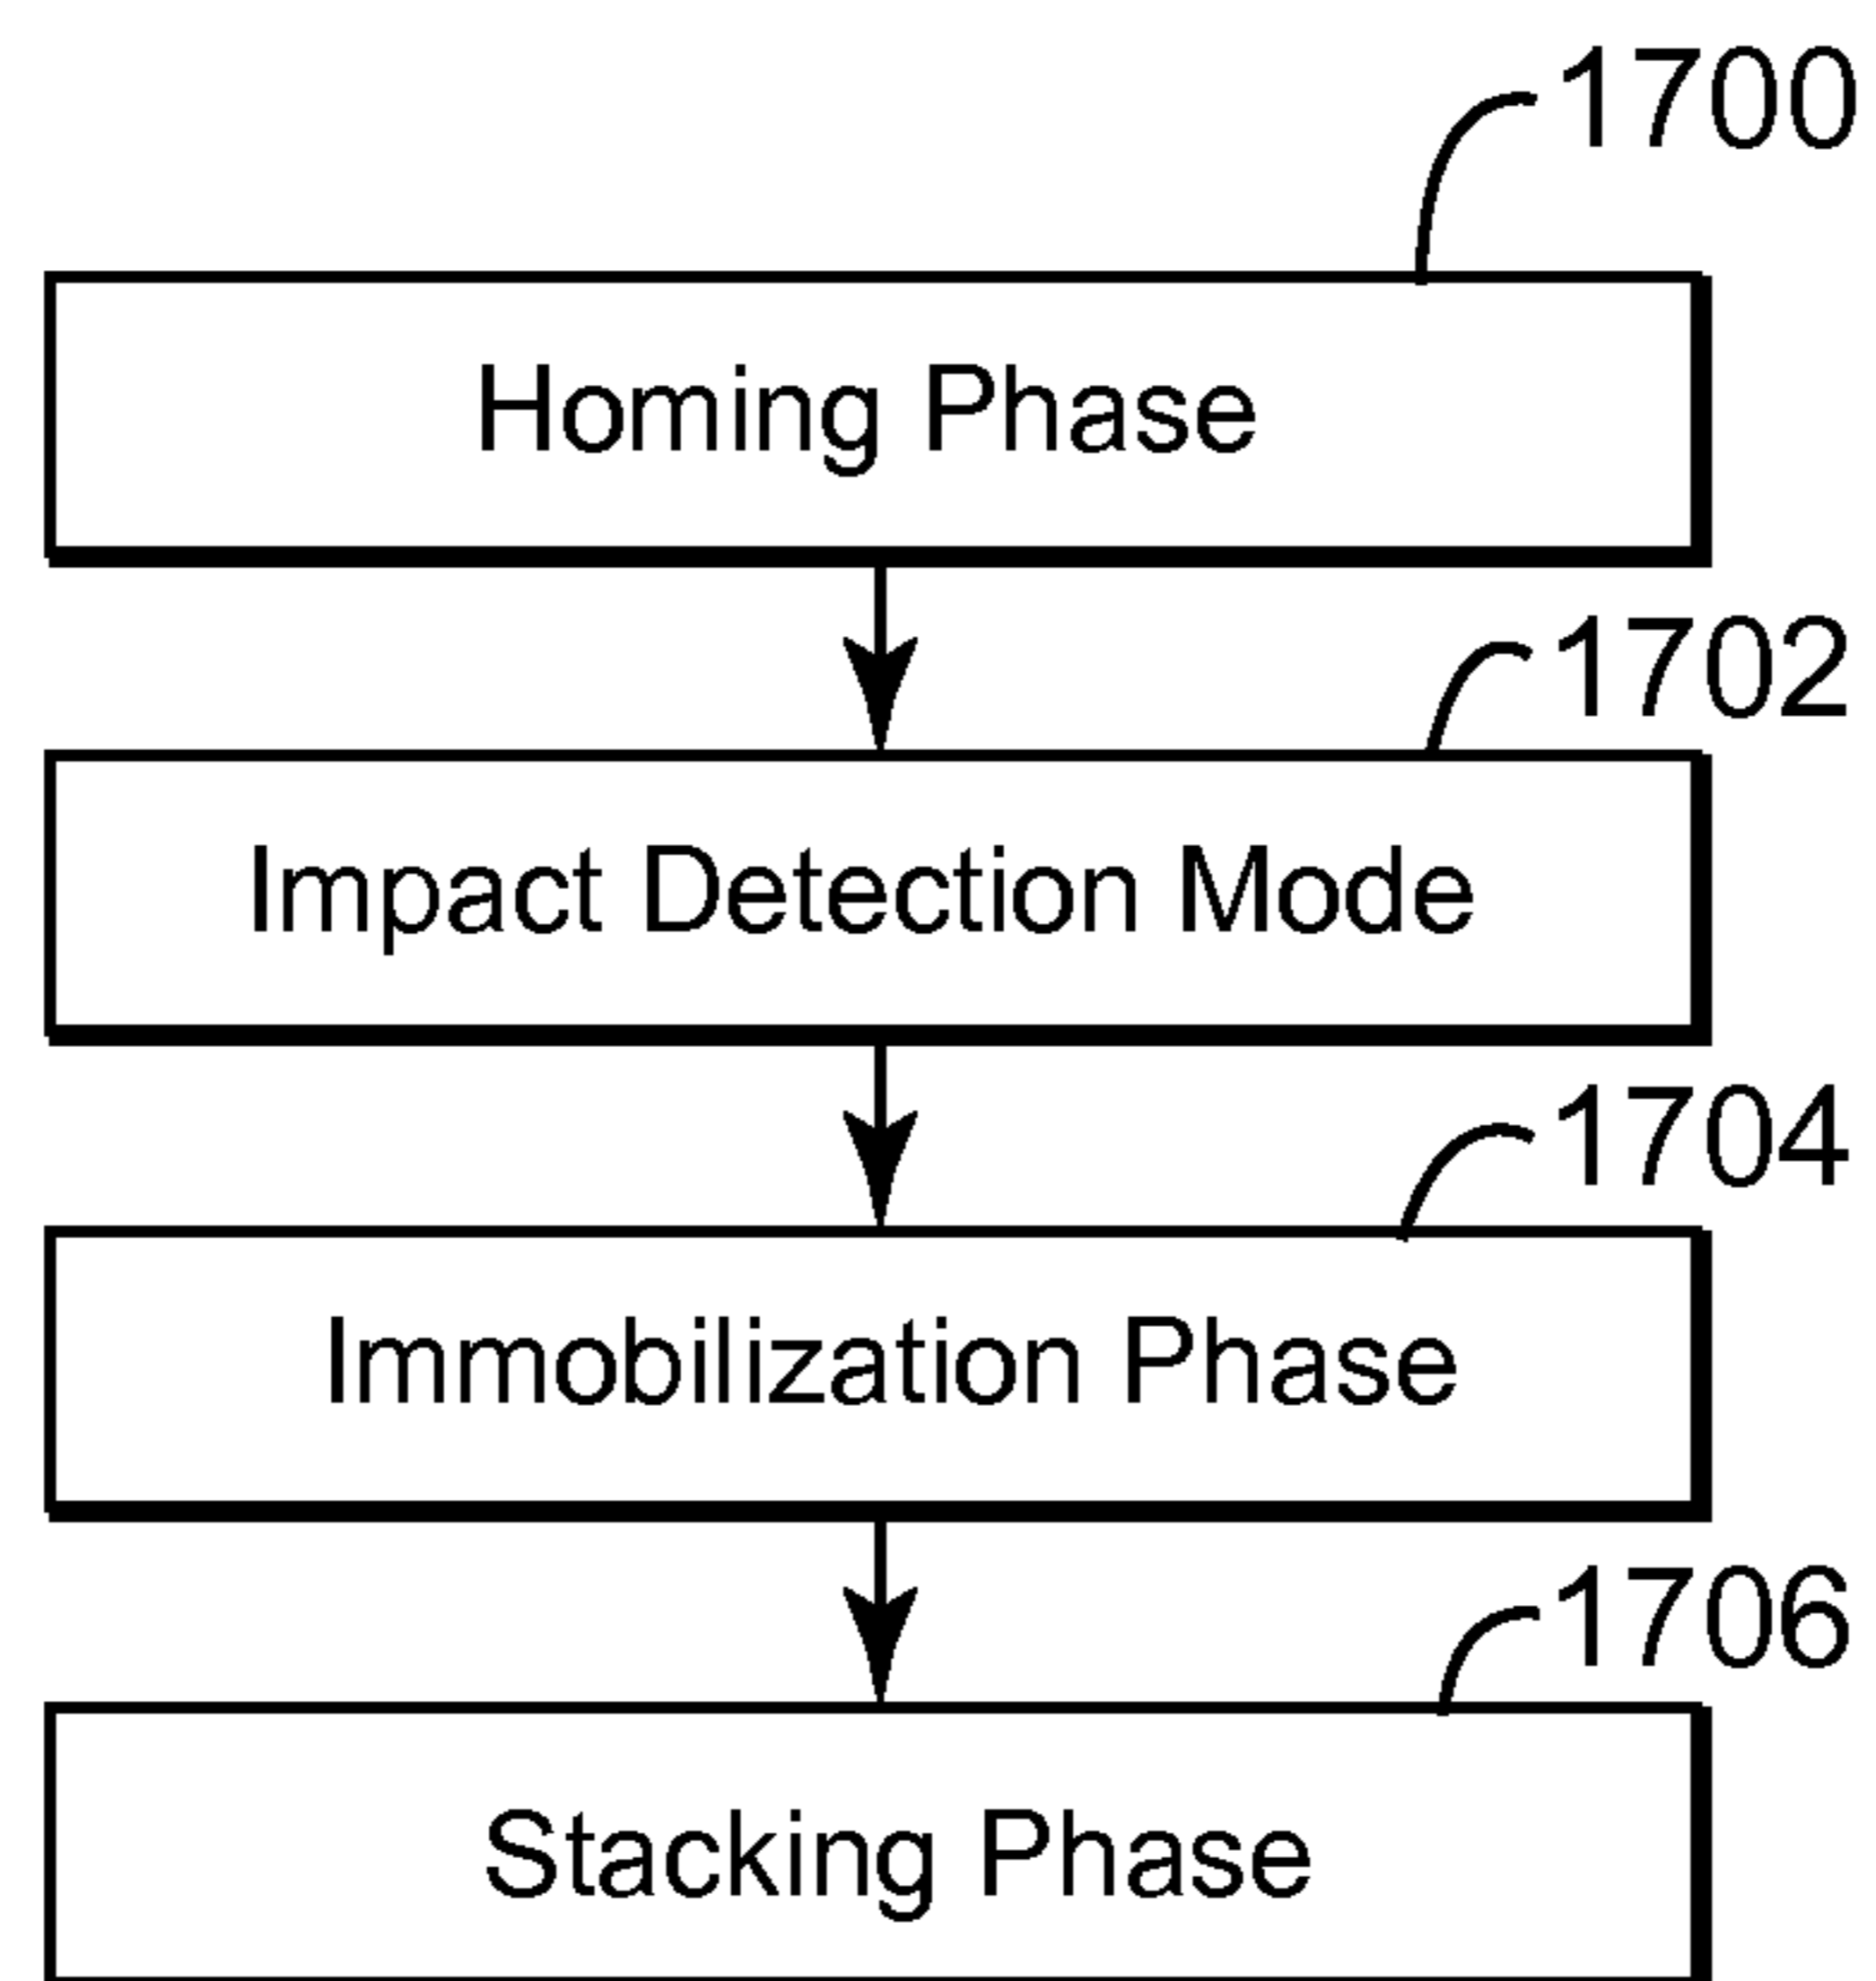 1700
Homing Phase
1702
Impact Detection Mode
1704
Immobilization Phase
1706
Stacking Phase